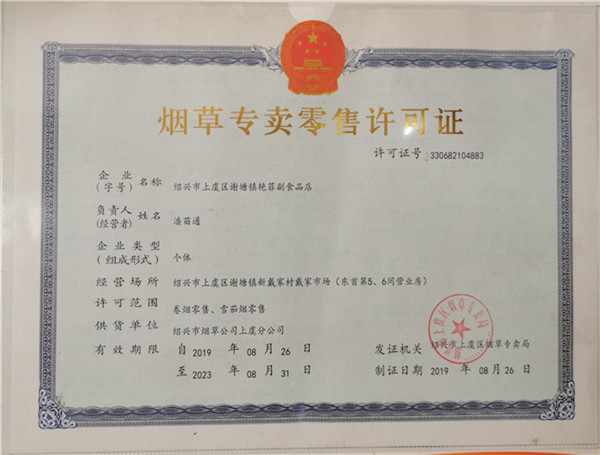 烟草专卖零售许可证
许可证号:330682104883
企业(字号)名称 绍兴市上虞区谢塘镇艳菲副食品店
负责人(经营者)姓名 潘苗通
企业类型(组成形式) 个体
经营场所 绍兴市上虞区谢塘镇新戴家村戴家市场(东首第5、6间营业房)
许可范围 卷烟零售、雪茄烟零售
供货单位 绍兴市烟草公司上虞分公司
有效期限 自 2019 年 08 月 26 日
至 2023 年 08 月 31 日
发证机关 绍兴市上虞区烟草专卖局
制证日期 2019 年 08 月 26 日